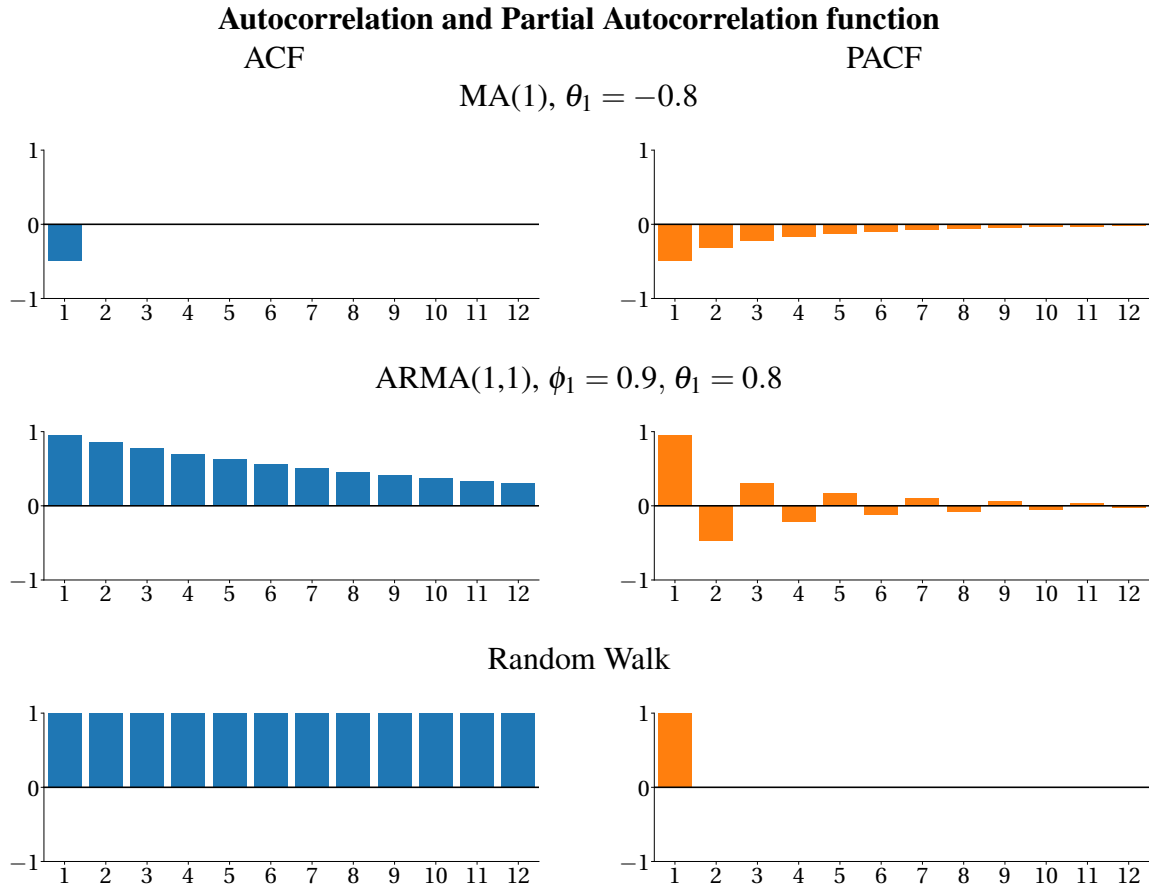 Autocorrelation and Partial Autocorrelation function
ACF PACF
MA(1), θ₁ = −0.8
1
0
−1
1 2 3 4 5 6 7 8 9 10 11 12
1
0
−1
1 2 3 4 5 6 7 8 9 10 11 12
ARMA(1,1), ϕ₁ = 0.9, θ₁ = 0.8
1
0
−1
1 2 3 4 5 6 7 8 9 10 11 12
1
0
−1
1 2 3 4 5 6 7 8 9 10 11 12
Random Walk
1
0
−1
1 2 3 4 5 6 7 8 9 10 11 12
1
0
−1
1 2 3 4 5 6 7 8 9 10 11 12